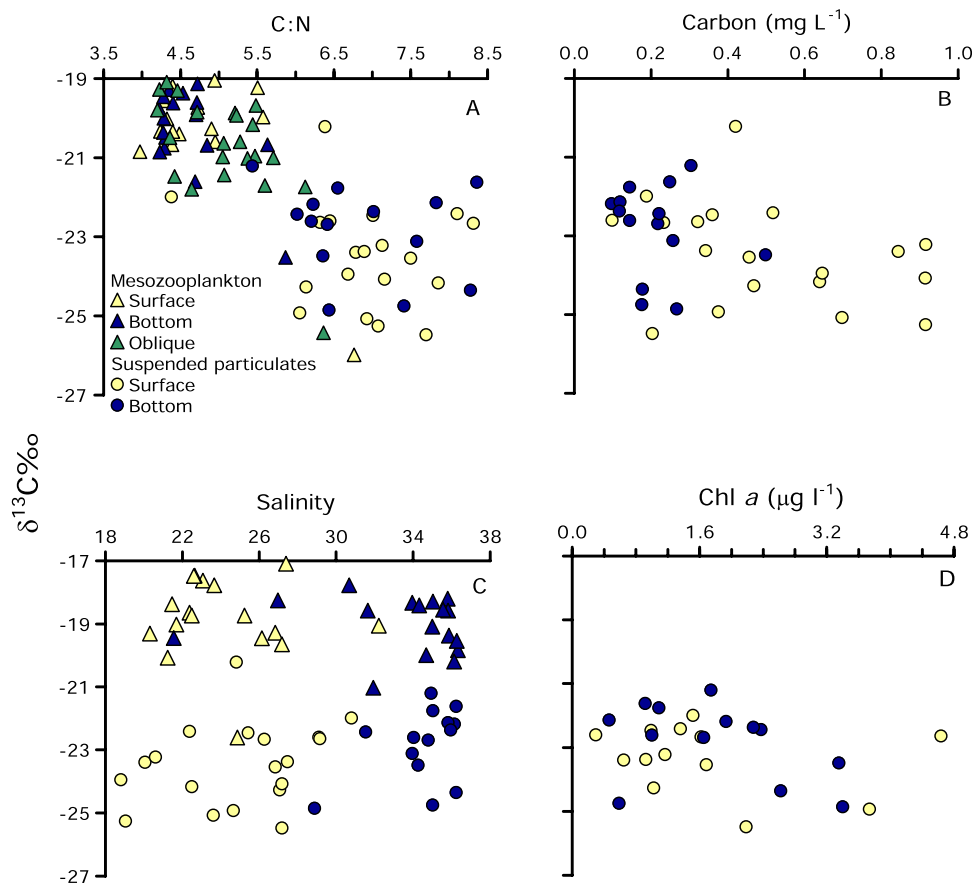 C:N
3.5 4.5 5.5 6.5 7.5 8.5
-19
-21
-23
-25
-27
A
Mesozooplankton
Surface
Bottom
Oblique
Suspended particulates
Surface
Bottom
Carbon (mg L⁻¹)
0.0 0.2 0.4 0.6 0.8 1.0
B
δ¹³C‰
Salinity
18 22 26 30 34 38
-17
-19
-21
-23
-25
-27
C
Chl a (µg l⁻¹)
0.0 1.6 3.2 4.8
D